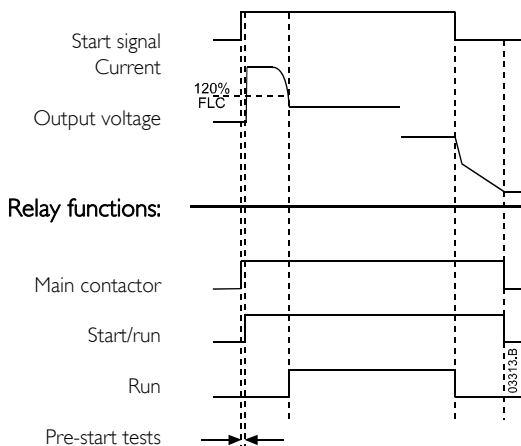 Start signal
Current
120%
FLC
Output voltage
Relay functions:
Main contactor
Start/run
Run
03313.B
Pre-start tests